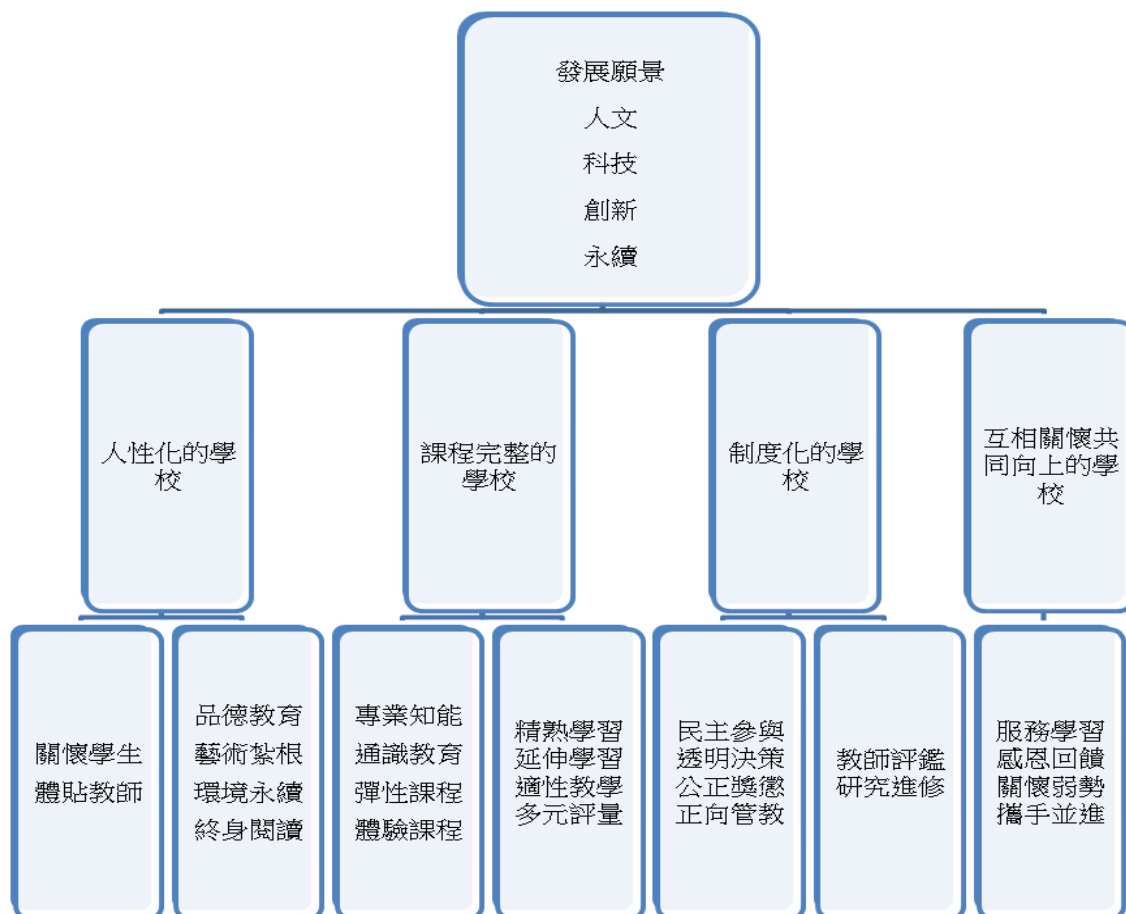 發展願景
人文
科技
創新
永續
人性化的學
校
課程完整的
學校
制度化的學
校
互相關懷共
同向上的學
校
關懷學生
體貼教師
品德教育
藝術紮根
環境永續
終身閱讀
專業知能
通識教育
彈性課程
體驗課程
精熟學習
延伸學習
適性教學
多元評量
民主參與
透明決策
公正獎懲
正向管教
教師評鑑
研究進修
服務學習
感恩回饋
關懷弱勢
攜手並進